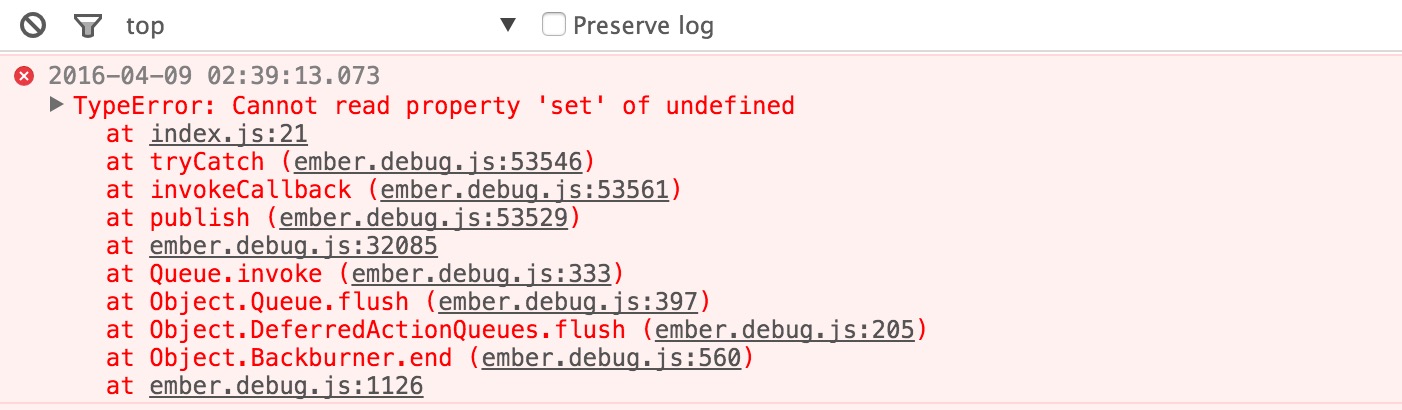 top ▼ Preserve log
2016-04-09 02:39:13.073
TypeError: Cannot read property 'set' of undefined
at index.js:21
at tryCatch (ember.debug.js:53546)
at invokeCallback (ember.debug.js:53561)
at publish (ember.debug.js:53529)
at ember.debug.js:32085
at Queue.invoke (ember.debug.js:333)
at Object.Queue.flush (ember.debug.js:397)
at Object.DeferredActionQueues.flush (ember.debug.js:205)
at Object.Backburner.end (ember.debug.js:560)
at ember.debug.js:1126